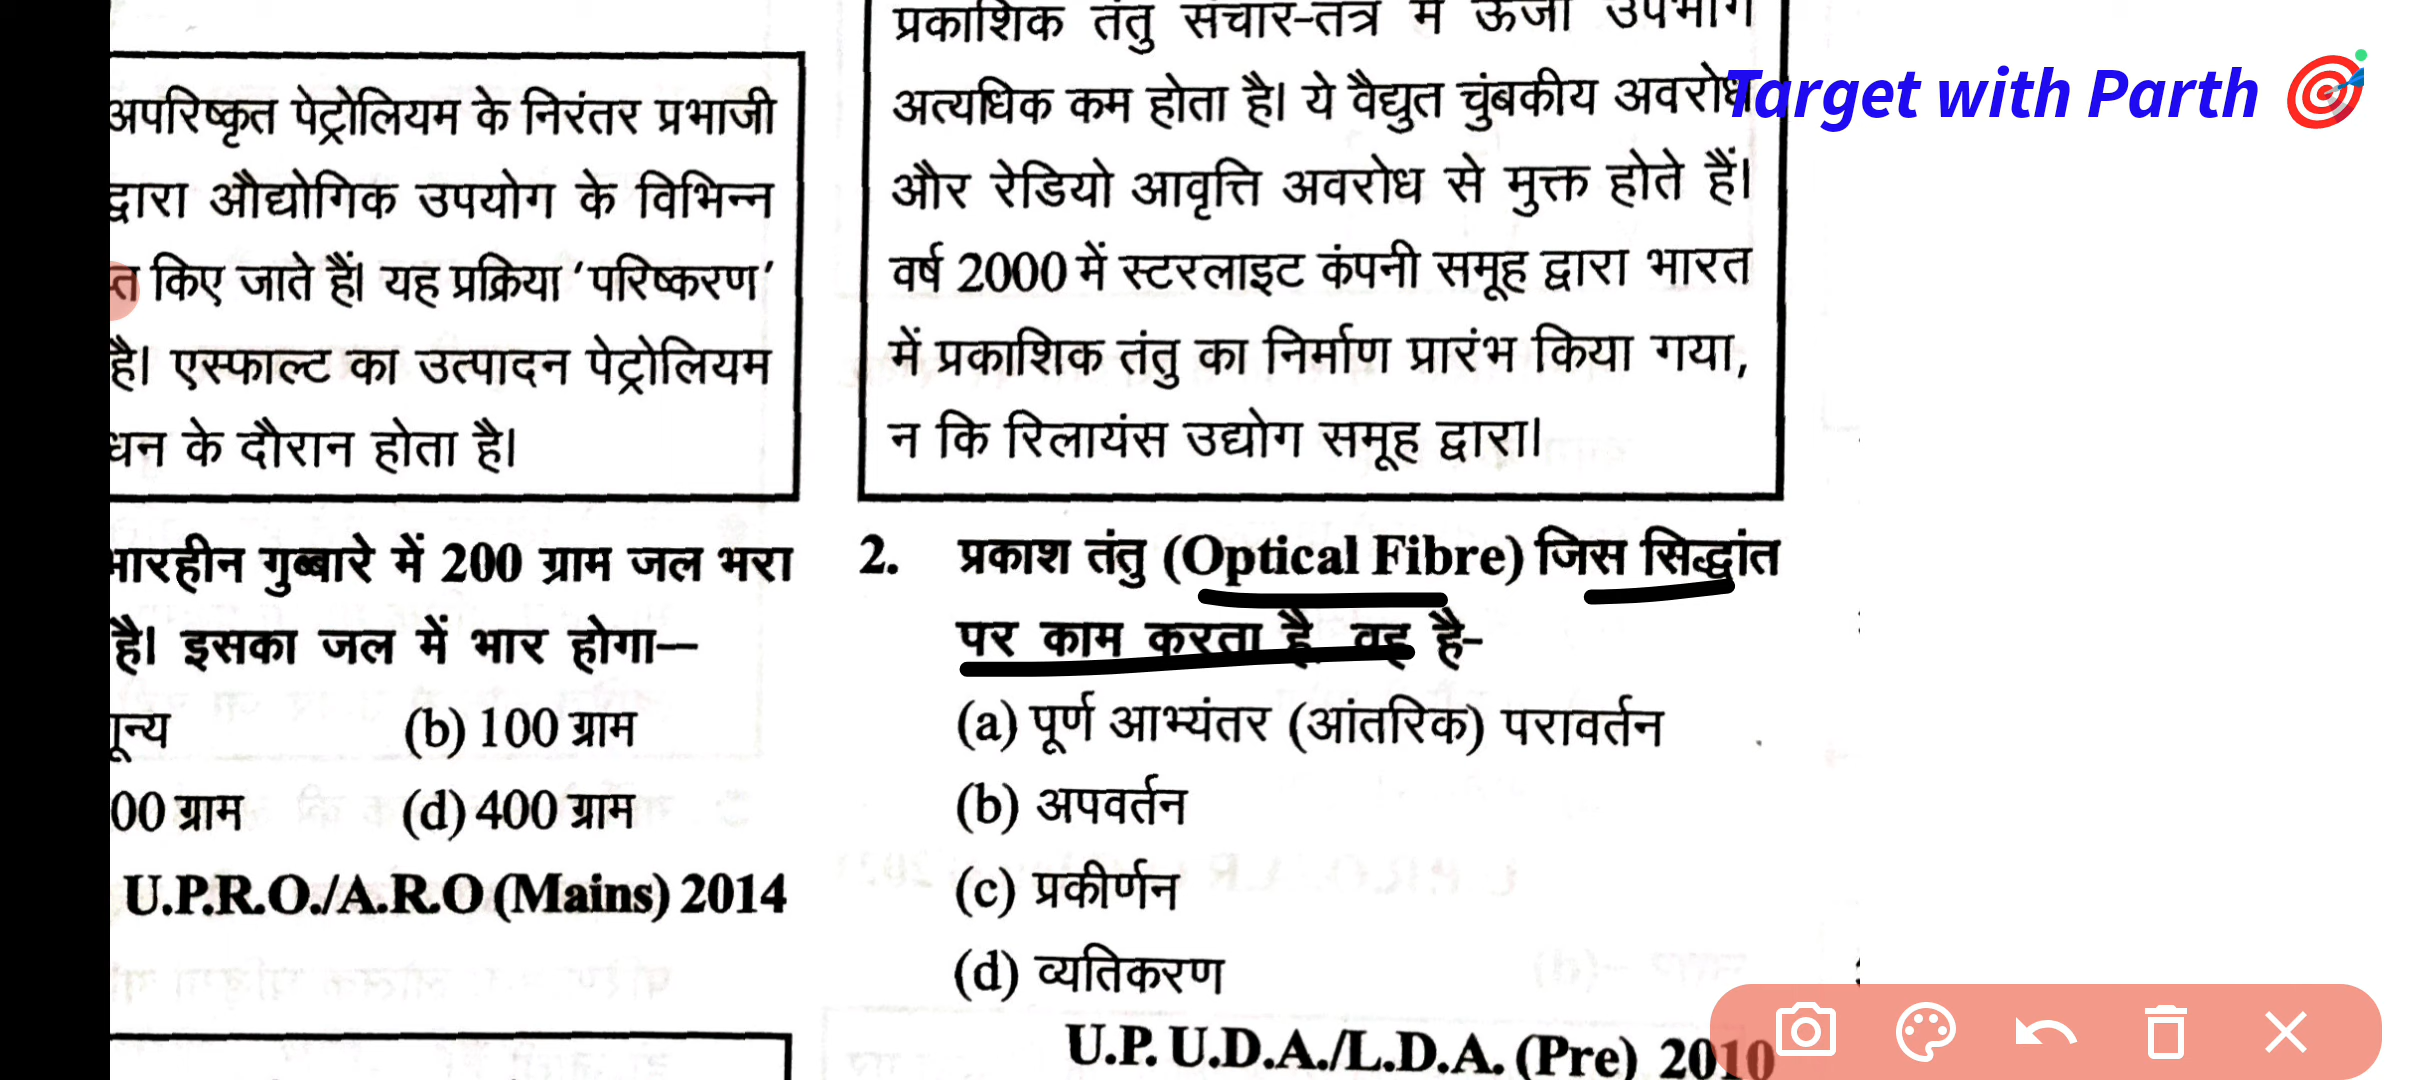 अपरिष्कृत पेट्रोलियम के निरंतर प्रभाजी
द्वारा औद्योगिक उपयोग के विभिन्न
किए जाते हैं। यह प्रक्रिया ‘परिष्करण’
है। एस्फाल्ट का उत्पादन पेट्रोलियम
धन के दौरान होता है।
भारहीन गुब्बारे में 200 ग्राम जल भरा
है। इसका जल में भार होगा—
(b) 100 ग्राम
00 ग्राम (d) 400 ग्राम
U.P.R.O./A.R.O (Mains) 2014
प्रकाशिक तंतु संचार-तंत्र में ऊर्जा उपभोग
अत्यधिक कम होता है। ये वैद्युत चुंबकीय अवरोध
और रेडियो आवृत्ति अवरोध से मुक्त होते हैं।
वर्ष 2000 में स्टरलाइट कंपनी समूह द्वारा भारत
में प्रकाशिक तंतु का निर्माण प्रारंभ किया गया,
न कि रिलायंस उद्योग समूह द्वारा।
2. प्रकाश तंतु (Optical Fibre) जिस सिद्धांत
पर काम करता है, वह है-
(a) पूर्ण आभ्यंतर (आंतरिक) परावर्तन
(b) अपवर्तन
(c) प्रकीर्णन
(d) व्यतिकरण
U.P. U.D.A./L.D.A. (Pre) 2010
Target with Parth